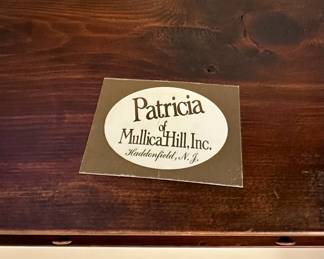 Patricia
of
Mullica Hill, Inc.
Haddonfield, N. J.